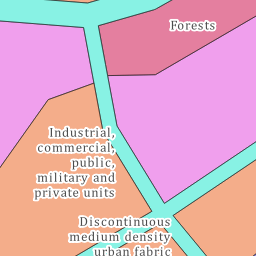 Forests
Industrial,
commercial,
public,
military and
private units
Discontinuous
medium density
urban fabric